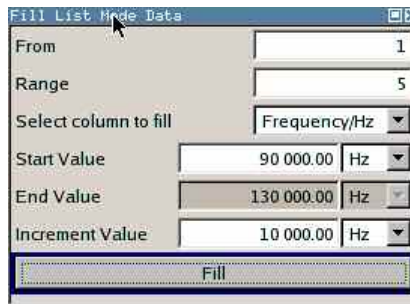 Fill List Mode Data
From 1
Range 5
Select column to fill Frequency/Hz
Start Value 90 000.00 Hz
End Value 130 000.00 Hz
Increment Value 10 000.00 Hz
Fill